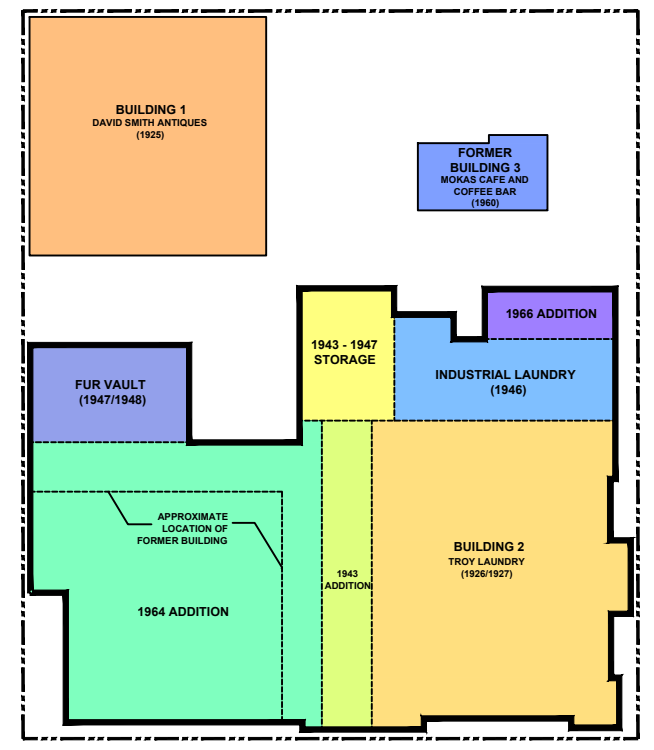 BUILDING 1
DAVID SMITH ANTIQUES
(1925)
FORMER
BUILDING 3
MOKAS CAFE AND
COFFEE BAR
(1960)
1966 ADDITION
1943 - 1947
STORAGE
INDUSTRIAL LAUNDRY
(1946)
FUR VAULT
(1947/1948)
APPROXIMATE
LOCATION OF
FORMER BUILDING
BUILDING 2
TROY LAUNDRY
(1926/1927)
1943
ADDITION
1964 ADDITION